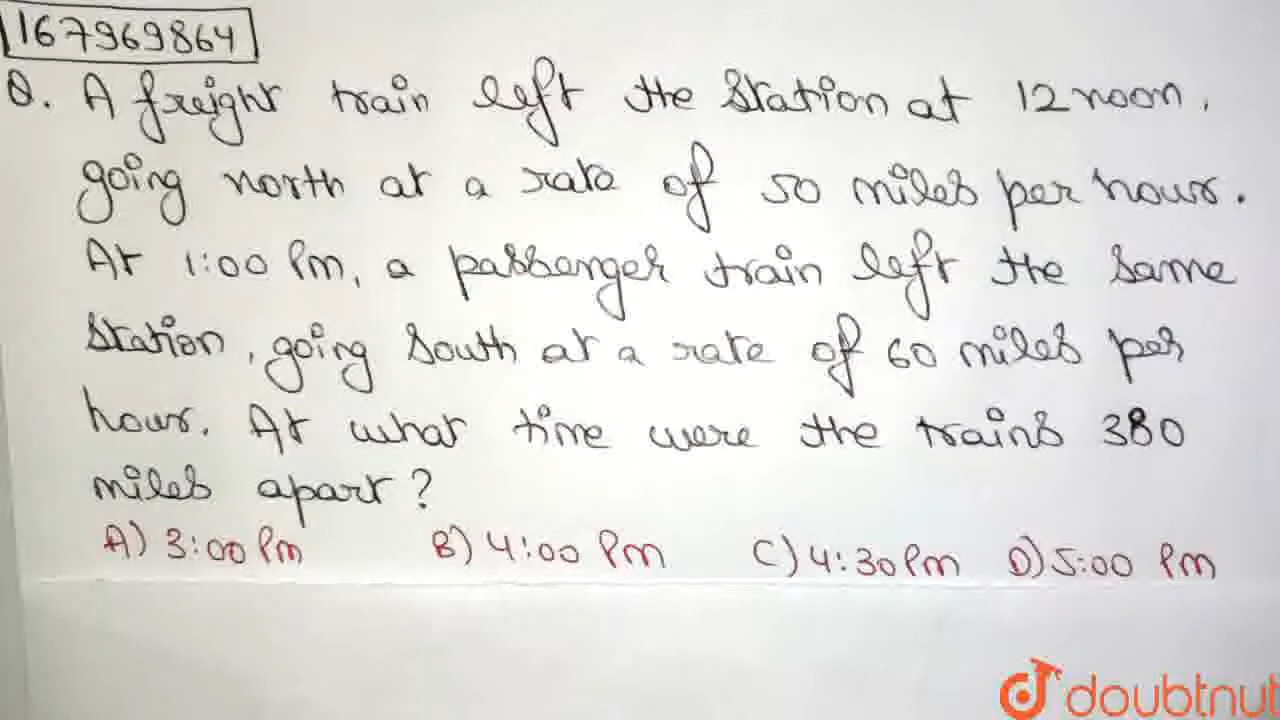 167969864
Q. A freight train left the Station at 12 noon,
going north at a rate of 50 miles per hour.
At 1:00 Pm, a passenger train left the same
Station, going South at a rate of 60 miles per
hour. At what time were the trains 380
miles apart?
A) 3:00 Pm B) 4:00 Pm C) 4:30 Pm D) 5:00 Pm
doubtnut